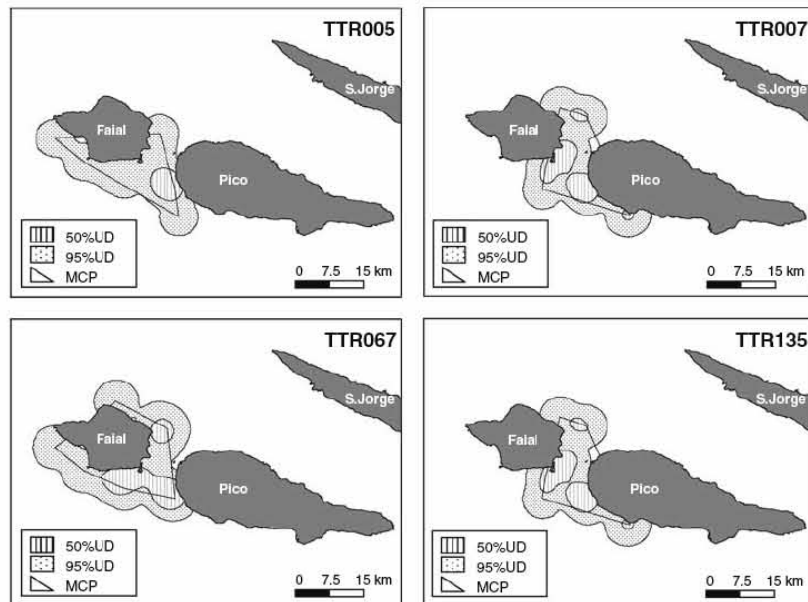 TTR005
S.Jorge
Faial
Pico
50%UD
95%UD
MCP
0 7.5 15 km
TTR007
S.Jorge
Faial
Pico
50%UD
95%UD
MCP
0 7.5 15 km
TTR067
S.Jorge
Faial
Pico
50%UD
95%UD
MCP
0 7.5 15 km
TTR135
S.Jorge
Faial
Pico
50%UD
95%UD
MCP
0 7.5 15 km